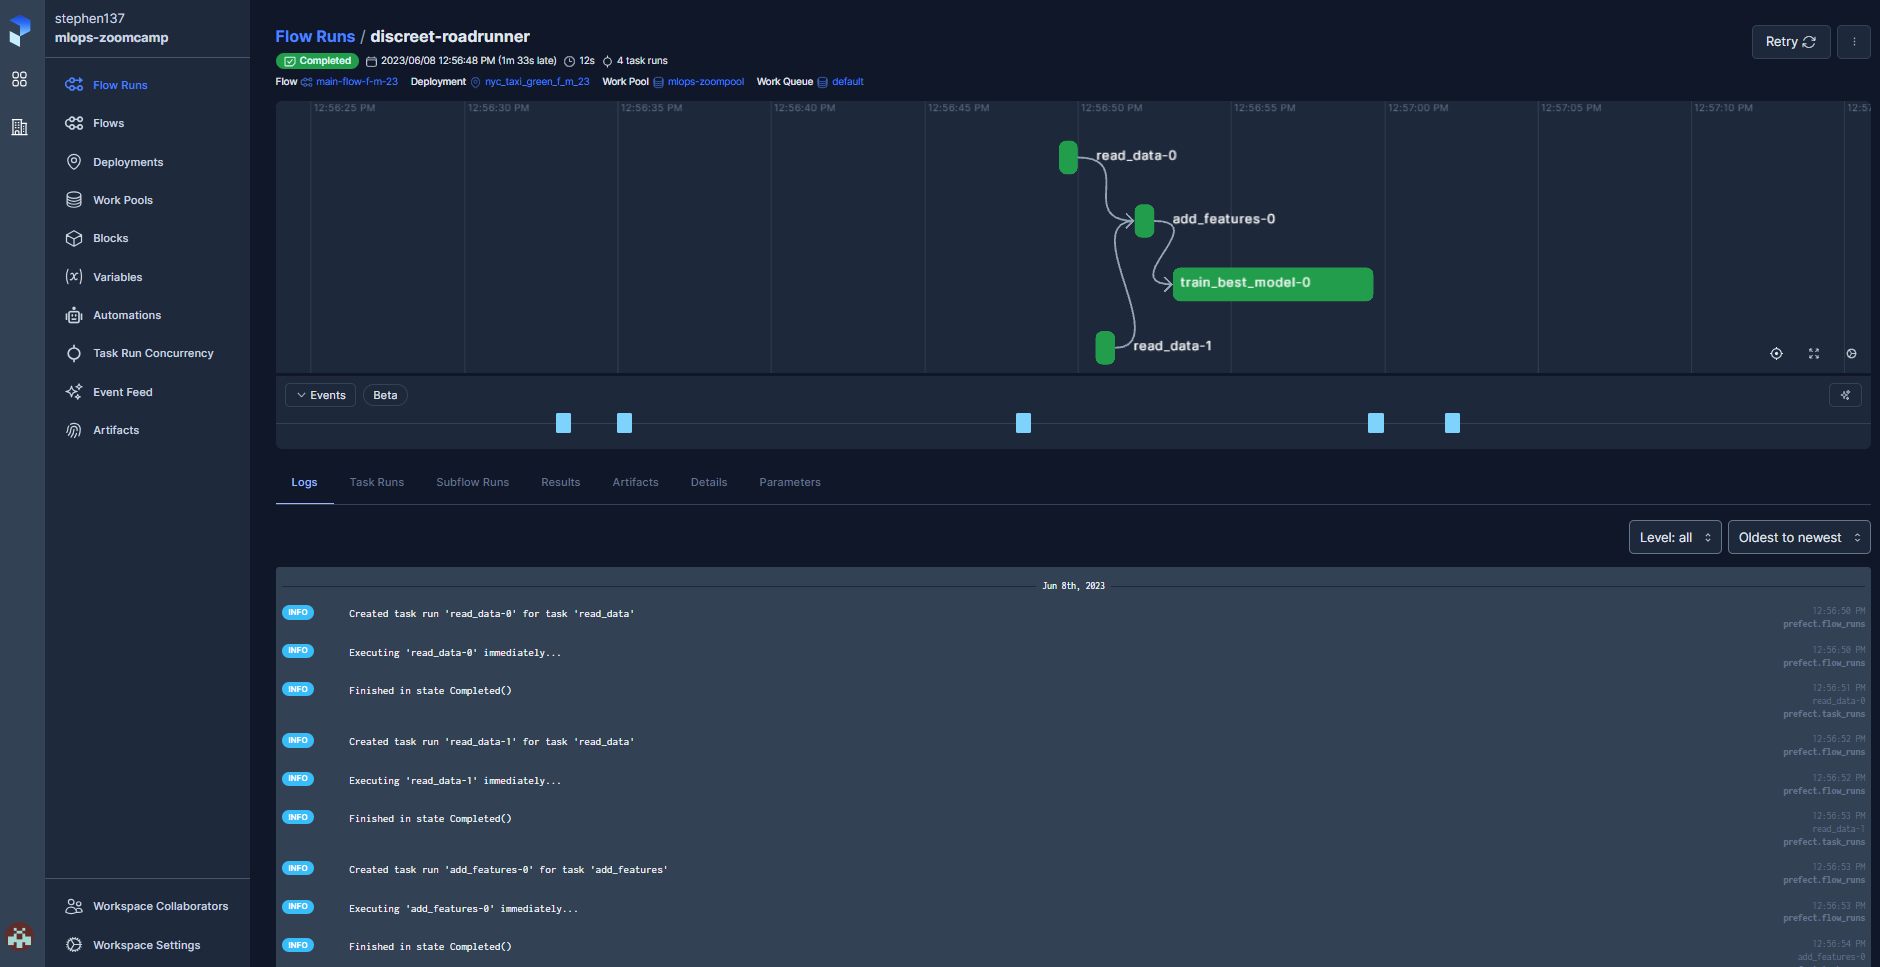 stephen137
mlops-zoomcamp
Flow Runs
Flows
Deployments
Work Pools
Blocks
Variables
Automations
Task Run Concurrency
Event Feed
Artifacts
Workspace Collaborators
Workspace Settings
Flow Runs / discreet-roadrunner
Retry
Completed 2023/06/08 12:56:48 PM (1m 33s late) 12s 4 task runs
Flow main-flow-f-m-23 Deployment nyc_taxi_green_f_m_23 Work Pool mlops-zoompool Work Queue default
12:56:25 PM 12:56:30 PM 12:56:35 PM 12:56:40 PM 12:56:45 PM 12:56:50 PM 12:56:55 PM 12:57:00 PM 12:57:05 PM 12:57:10 PM 12:57
read_data-0
add_features-0
train_best_model-0
read_data-1
Events Beta
Logs Task Runs Subflow Runs Results Artifacts Details Parameters
Level: all Oldest to newest
Jun 8th, 2023
INFO Created task run 'read_data-0' for task 'read_data' 12:56:50 PM
prefect.flow_runs
INFO Executing 'read_data-0' immediately... 12:56:50 PM
prefect.flow_runs
INFO Finished in state Completed() 12:56:51 PM
read_data-0
prefect.task_runs
INFO Created task run 'read_data-1' for task 'read_data' 12:56:52 PM
prefect.flow_runs
INFO Executing 'read_data-1' immediately... 12:56:52 PM
prefect.flow_runs
INFO Finished in state Completed() 12:56:53 PM
read_data-1
prefect.task_runs
INFO Created task run 'add_features-0' for task 'add_features' 12:56:53 PM
prefect.flow_runs
INFO Executing 'add_features-0' immediately... 12:56:53 PM
prefect.flow_runs
INFO Finished in state Completed() 12:56:54 PM
add_features-0